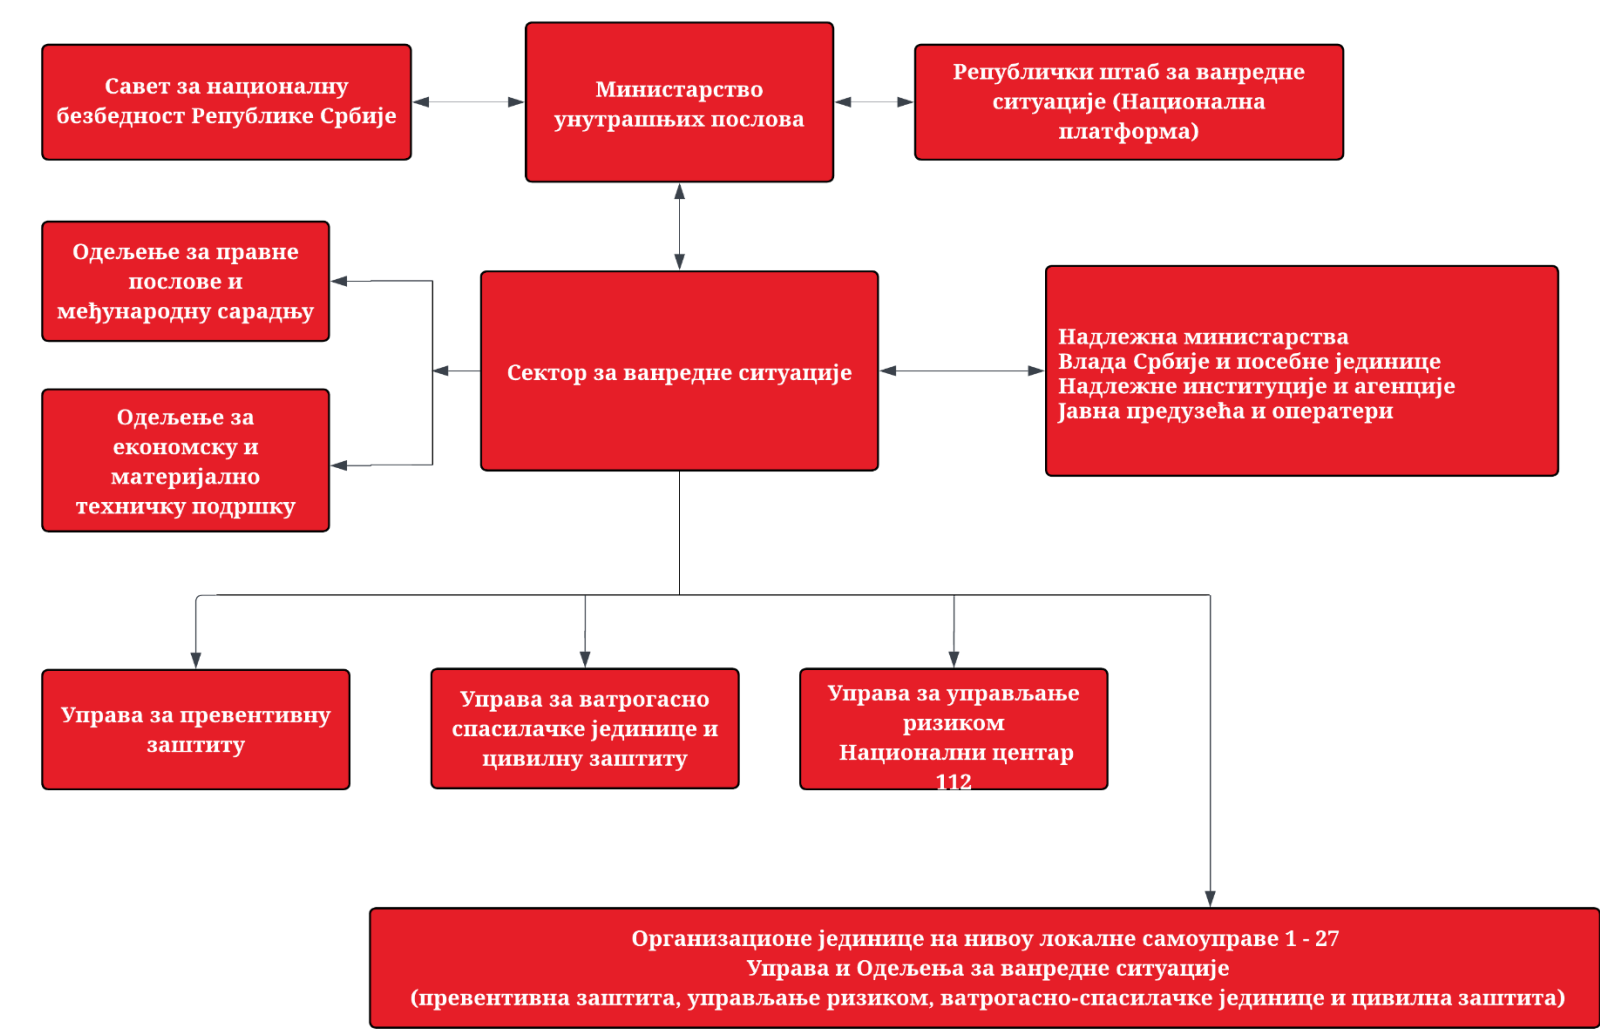 Савет за националну
безбедност Републике Србије
Министарство
унутрашњих послова
Републички штаб за ванредне
ситуације (Национална
платформа)
Одељење за правне
послове и
међународну сарадњу
Сектор за ванредне ситуације
Надлежна министарства
Влада Србије и посебне јединице
Надлежне институције и агенције
Јавна предузећа и оператери
Одељење за
економску и
материјално
техничку подршку
Управа за превентивну
заштиту
Управа за ватрогасно
спасилачке јединице и
цивилну заштиту
Управа за управљање
ризиком
Национални центар
112
Организационе јединице на нивоу локалне самоуправе 1 - 27
Управа и Одељења за ванредне ситуације
(превентивна заштита, управљање ризиком, ватрогасно-спасилачке јединице и цивилна заштита)